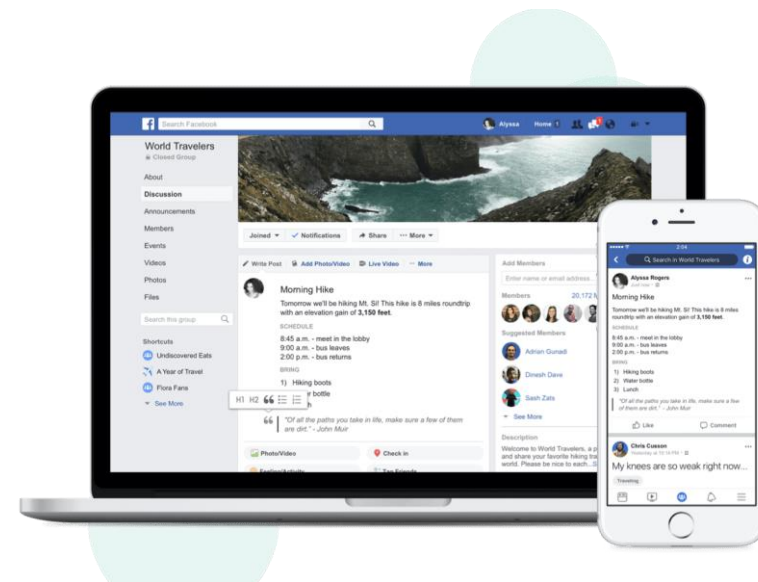 Search Facebook
Alyssa
Home
World Travelers
Closed Group
About
Discussion
Announcements
Members
Events
Videos
Photos
Files
Search this group
Shortcuts
Undiscovered Eats
A Year of Travel
Flora Fans
See More
Joined
Notifications
Share
More
Write Post
Add Photo/Video
Live Video
More
Morning Hike
Tomorrow we'll be hiking Mt. Si! This hike is 8 miles roundtrip
with an elevation gain of 3,150 feet.
SCHEDULE
8:45 a.m. - meet in the lobby
9:00 a.m. - bus leaves
2:00 p.m. - bus returns
BRING
1) Hiking boots
H1 H2
"Of all the paths you take in life, make sure a few of them
are dirt." - John Muir
Photo/Video
Check in
Feeling/Activity
Tag Friends
Add Members
Enter name or email address...
Members
20,172 M
Suggested Members
Adrian Gunadi
Dinesh Dave
Sash Zats
See More
Description
Welcome to World Travelers, a p
and share your favorite hiking tra
world. Please be nice to each...S
2:04
Search in World Travelers
Alyssa Rogers
Just now
Morning Hike
Tomorrow we'll be hiking Mt. Si! This hike is 8 miles
roundtrip with an elevation gain of 3,150 feet.
SCHEDULE
8:45 a.m. - meet in the lobby
9:00 a.m. - bus leaves
2:00 p.m. - bus returns
BRING
1) Hiking boots
2) Water bottle
3) Lunch
"Of all the paths you take in life, make sure a few
of them are dirt." - John Muir
Like
Comment
Chris Cusson
My knees are so weak right now...
Traveling